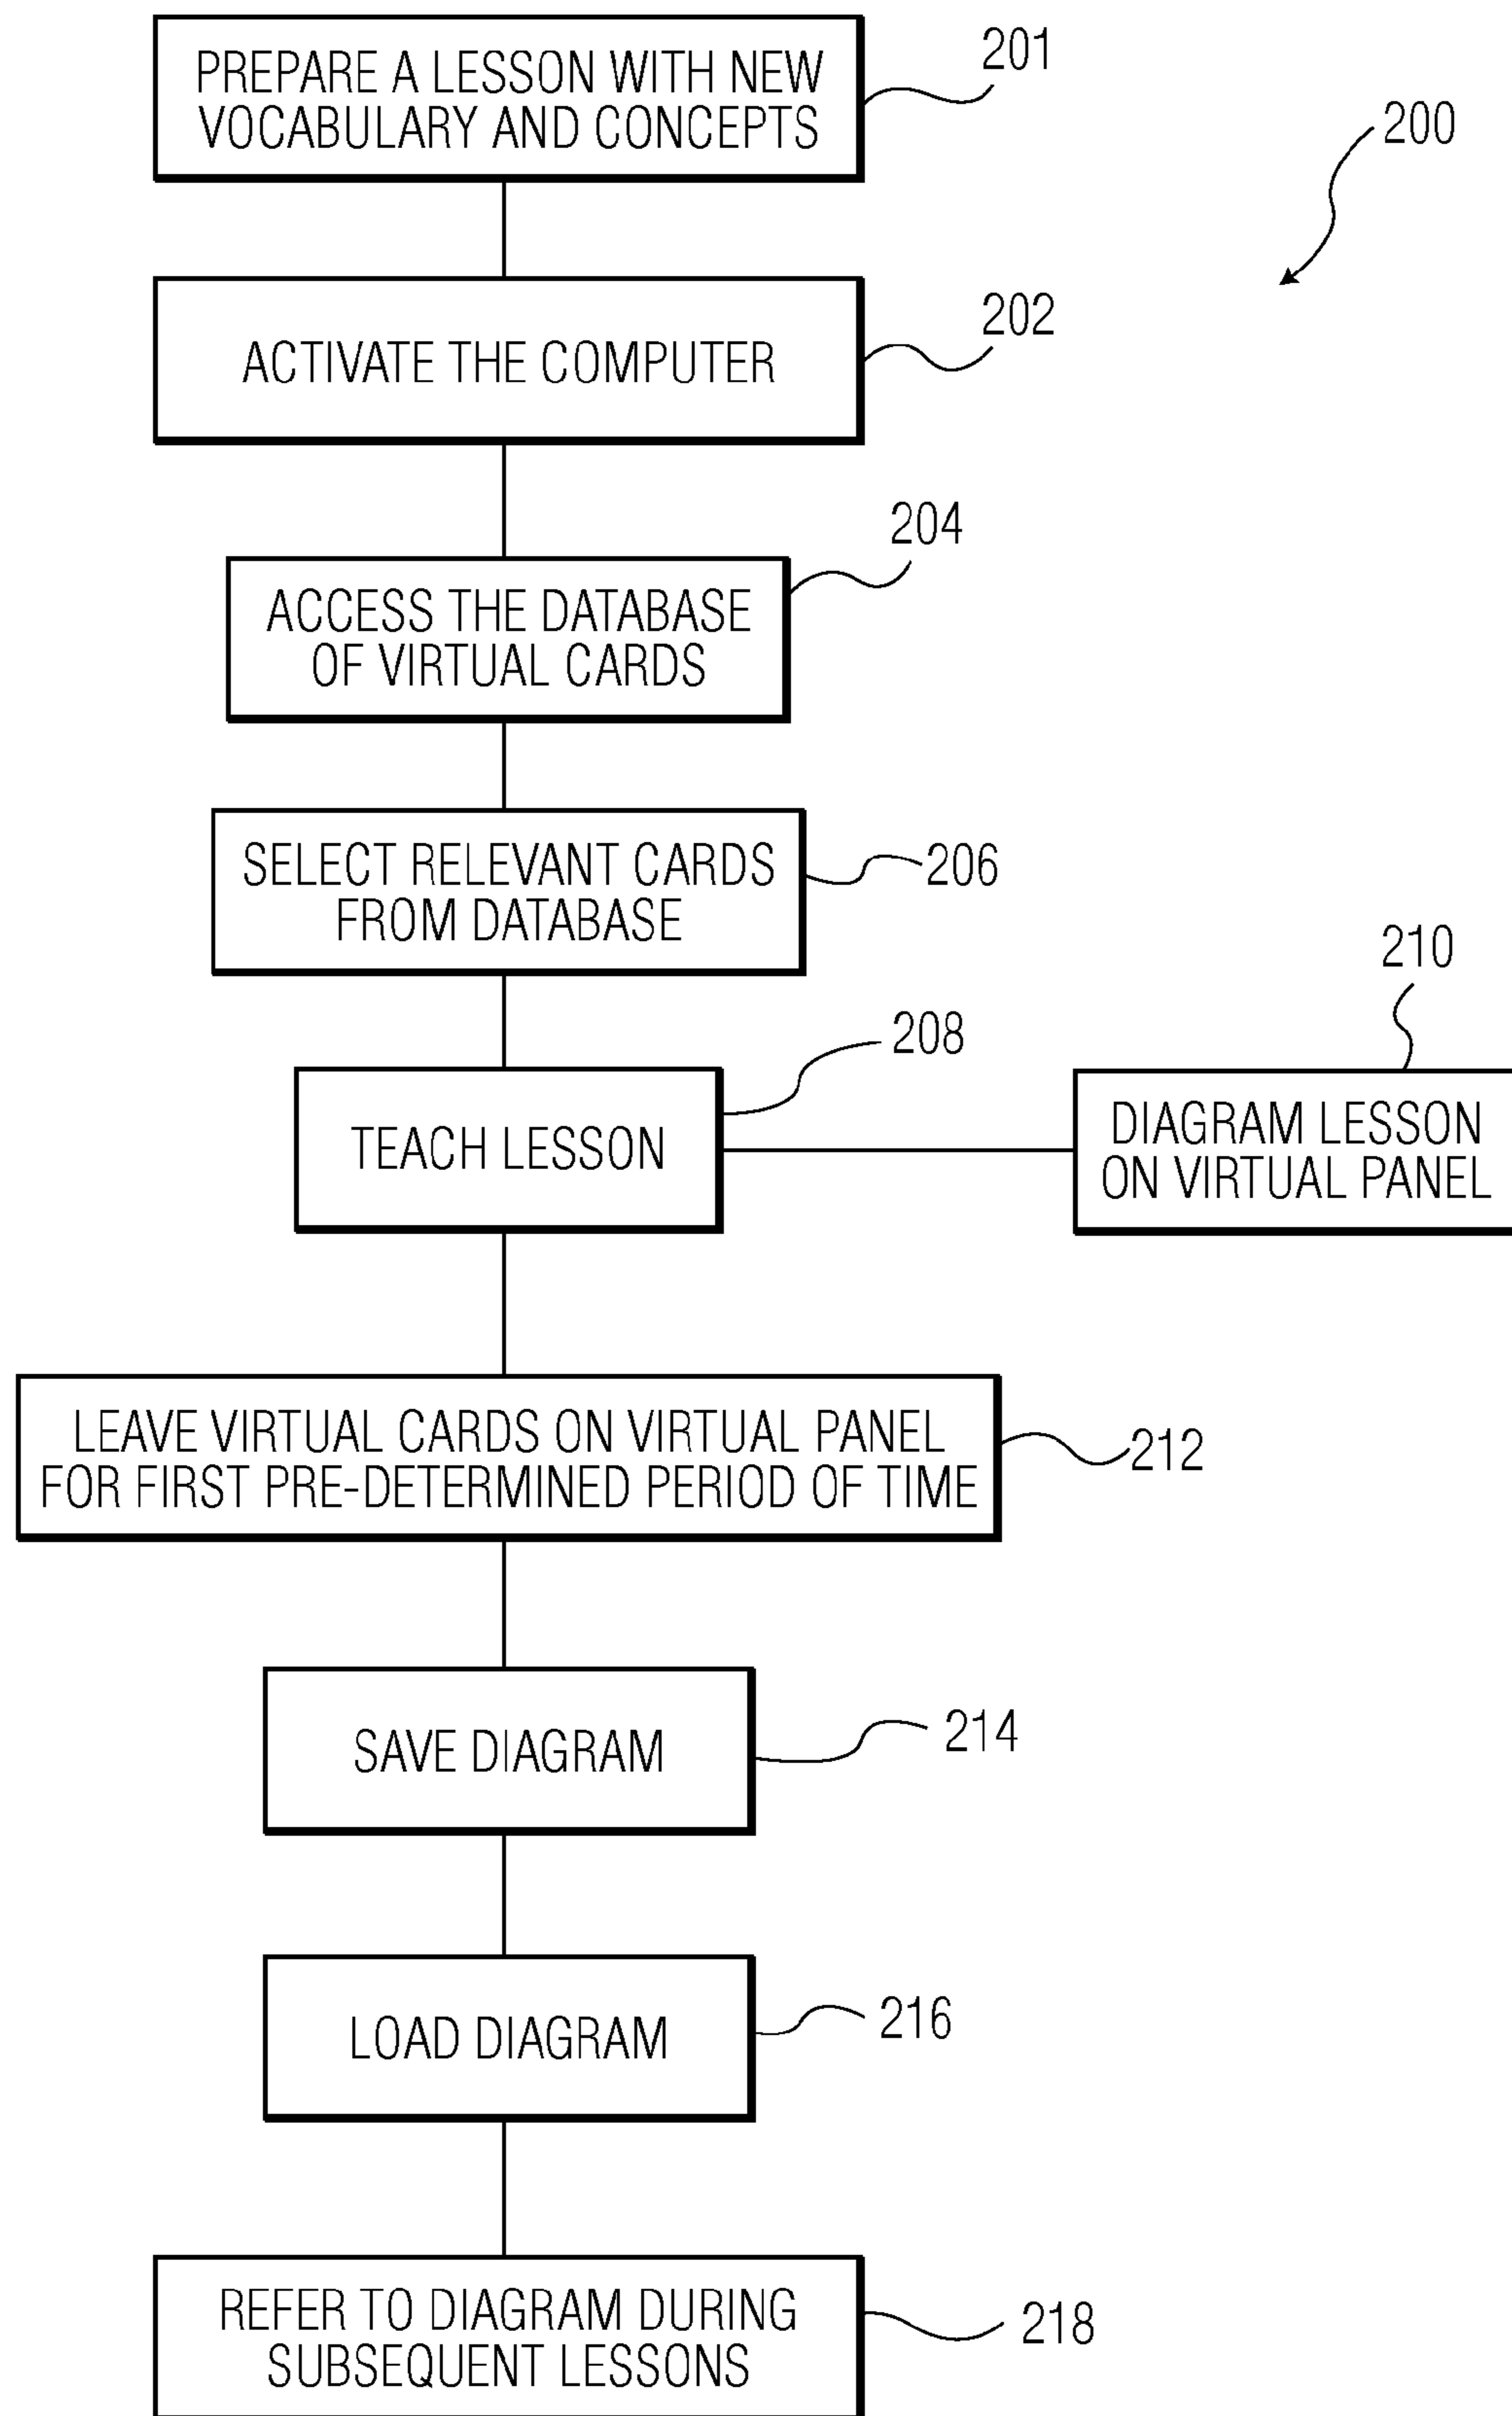 PREPARE A LESSON WITH NEW
VOCABULARY AND CONCEPTS
201
200
ACTIVATE THE COMPUTER
202
204
ACCESS THE DATABASE
OF VIRTUAL CARDS
SELECT RELEVANT CARDS
FROM DATABASE
206
208
TEACH LESSON
210
DIAGRAM LESSON
ON VIRTUAL PANEL
LEAVE VIRTUAL CARDS ON VIRTUAL PANEL
FOR FIRST PRE-DETERMINED PERIOD OF TIME
212
SAVE DIAGRAM
214
LOAD DIAGRAM
216
REFER TO DIAGRAM DURING
SUBSEQUENT LESSONS
218